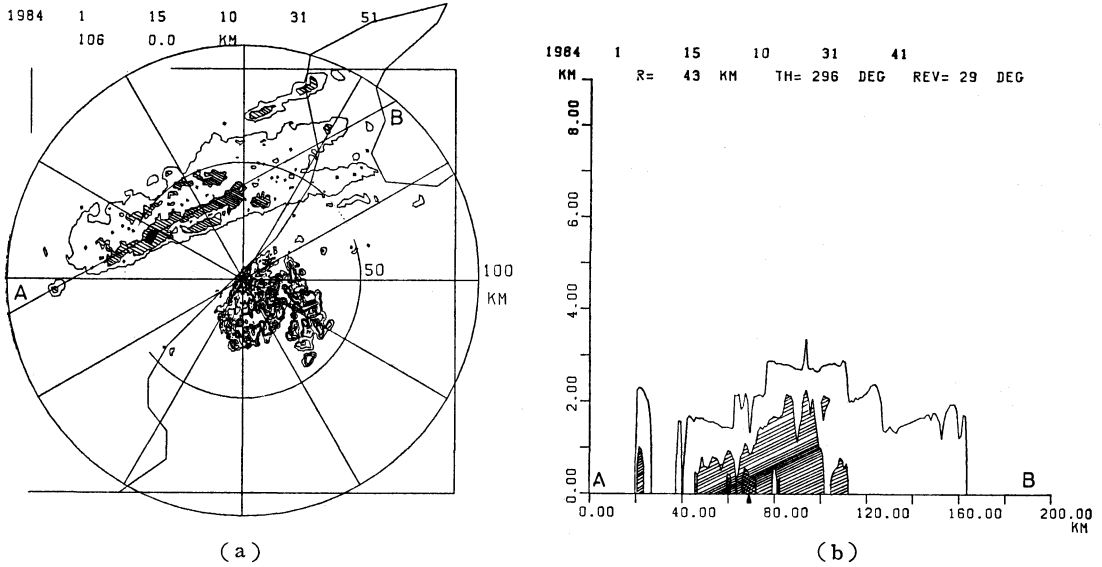 1984 1 15 10 31 51
106 0.0 KM
A
B
50
100
KM
(a)
1984 1 15 10 31 41
KM R= 43 KM TH= 296 DEG REV= 29 DEG
8.00
6.00
4.00
2.00
0.00
A
B
0.00 40.00 80.00 120.00 160.00 200.00
KM
(b)